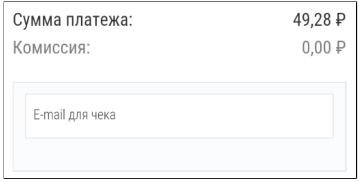 Сумма платежа: 49,28 ₽
Комиссия: 0,00 ₽
E-mail для чека